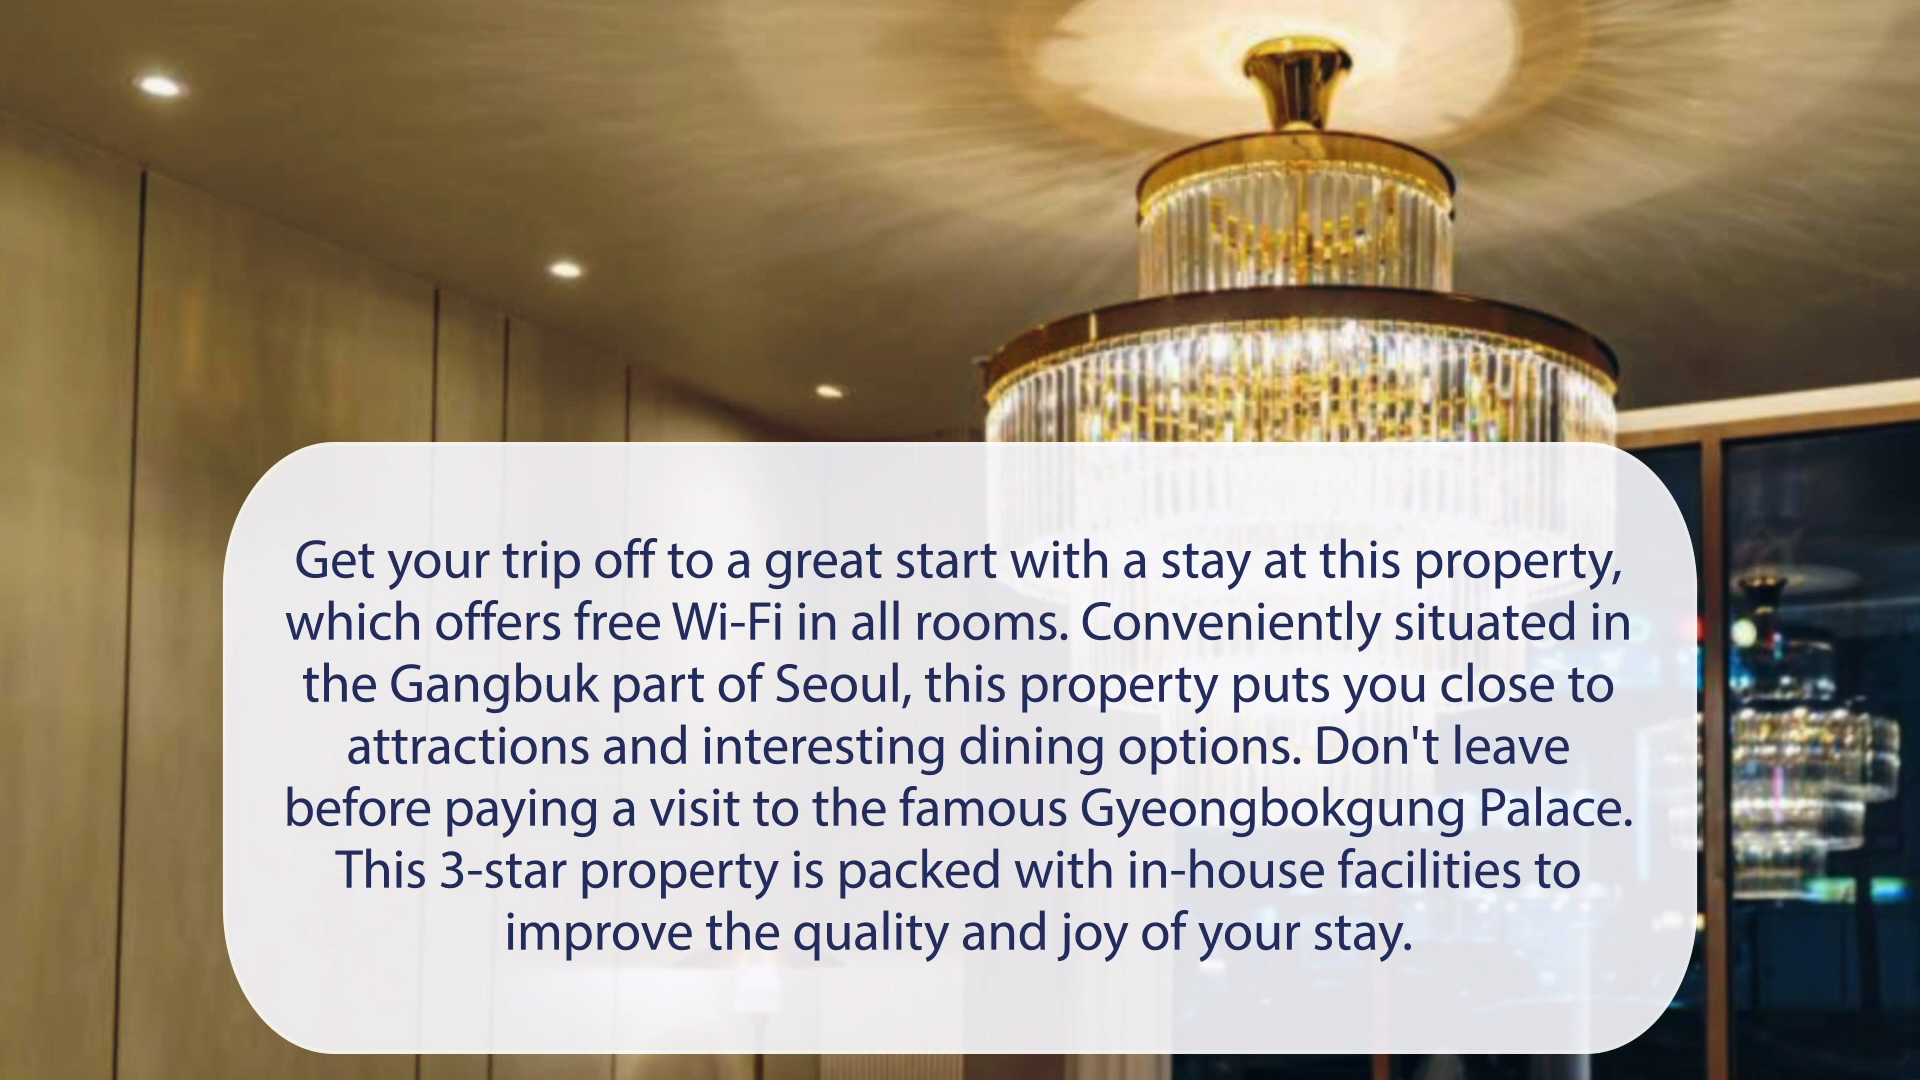 Get your trip off to a great start with a stay at this property,
which offers free Wi-Fi in all rooms. Conveniently situated in
the Gangbuk part of Seoul, this property puts you close to
attractions and interesting dining options. Don't leave
before paying a visit to the famous Gyeongbokgung Palace.
This 3-star property is packed with in-house facilities to
improve the quality and joy of your stay.